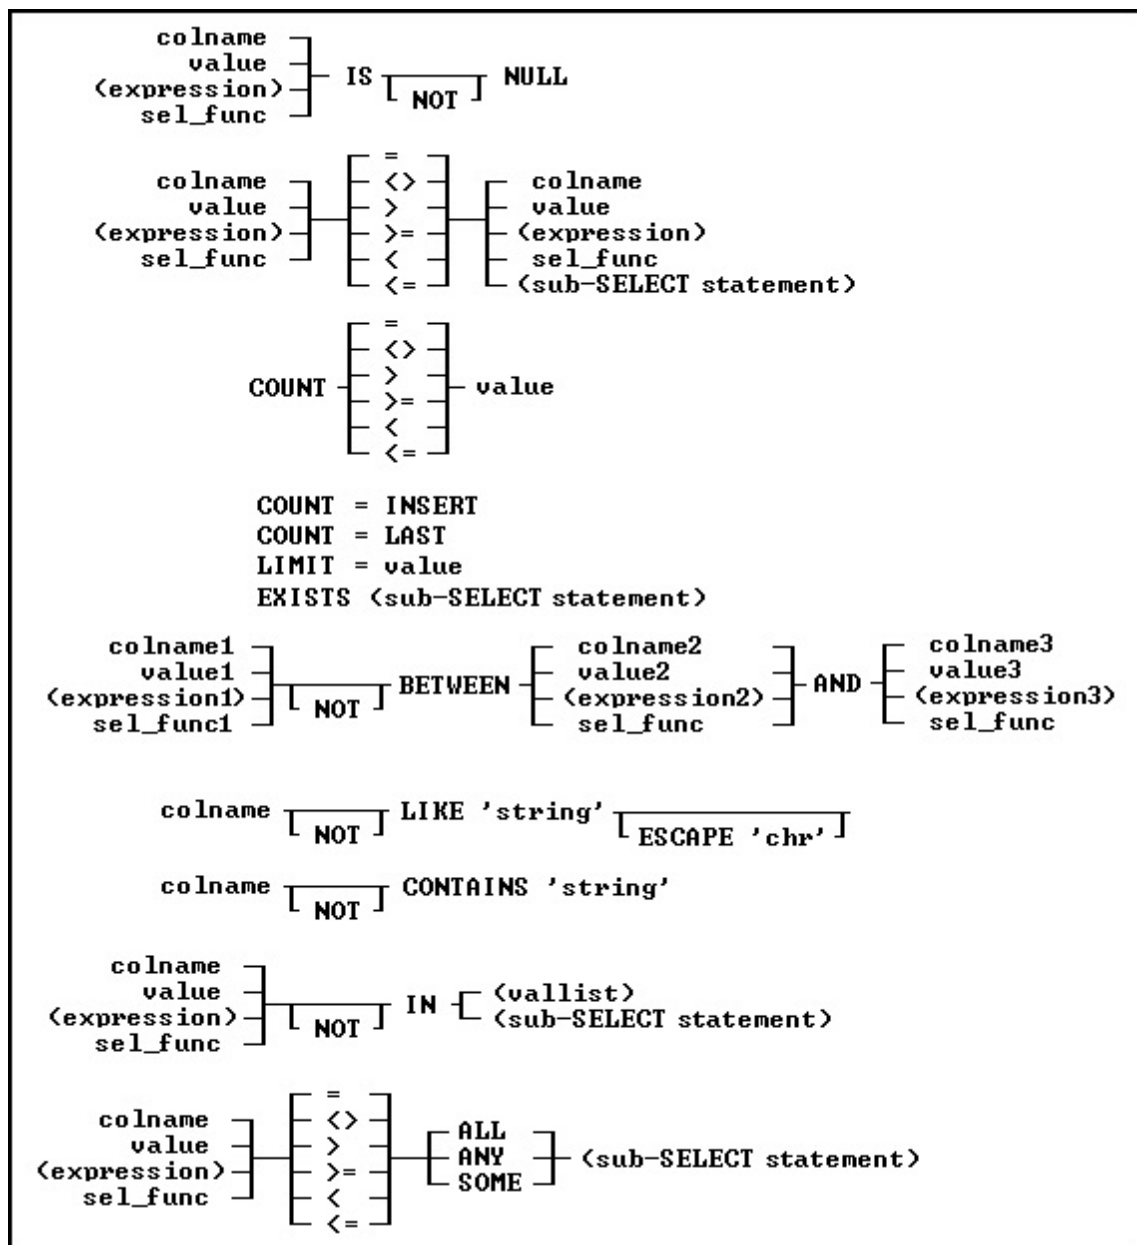 colname
value
(expression)
sel_func
IS NOT NULL
=
colname <> colname
value > value
(expression) >= (expression)
sel_func < sel_func
<= (sub-SELECT statement)
=
<>
>
COUNT >= value
<
<=
COUNT = INSERT
COUNT = LAST
LIMIT = value
EXISTS (sub-SELECT statement)
colname1 colname2 colname3
value1 BETWEEN value2 AND value3
(expression1) NOT (expression2) (expression3)
sel_func1 sel_func sel_func
colname NOT LIKE 'string' ESCAPE 'chr'
colname NOT CONTAINS 'string'
colname
value IN (vallist)
(expression) NOT (sub-SELECT statement)
sel_func
=
colname <> ALL
value > ANY (sub-SELECT statement)
(expression) >= SOME
sel_func <
<=